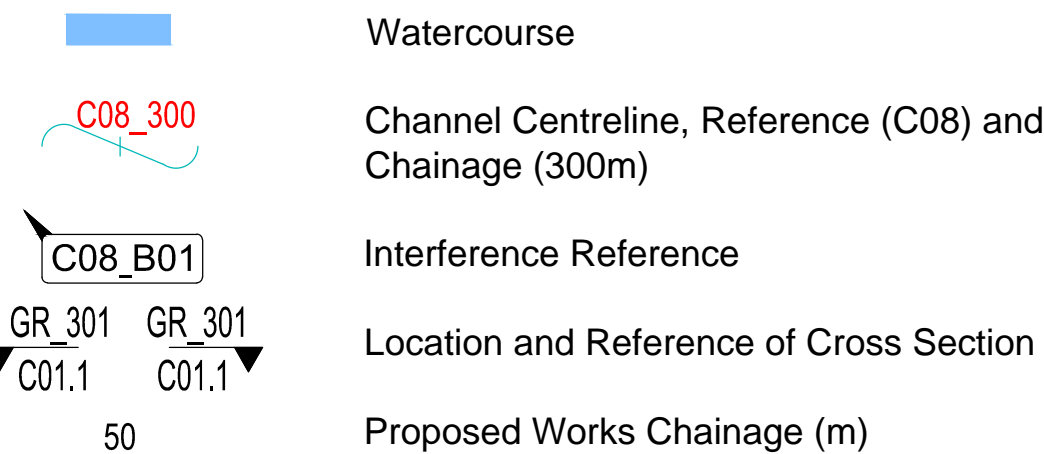 Watercourse
C08_300
Channel Centreline, Reference (C08) and
Chainage (300m)
C08_B01
Interference Reference
GR_301 GR_301
C01.1 C01.1
Location and Reference of Cross Section
50
Proposed Works Chainage (m)